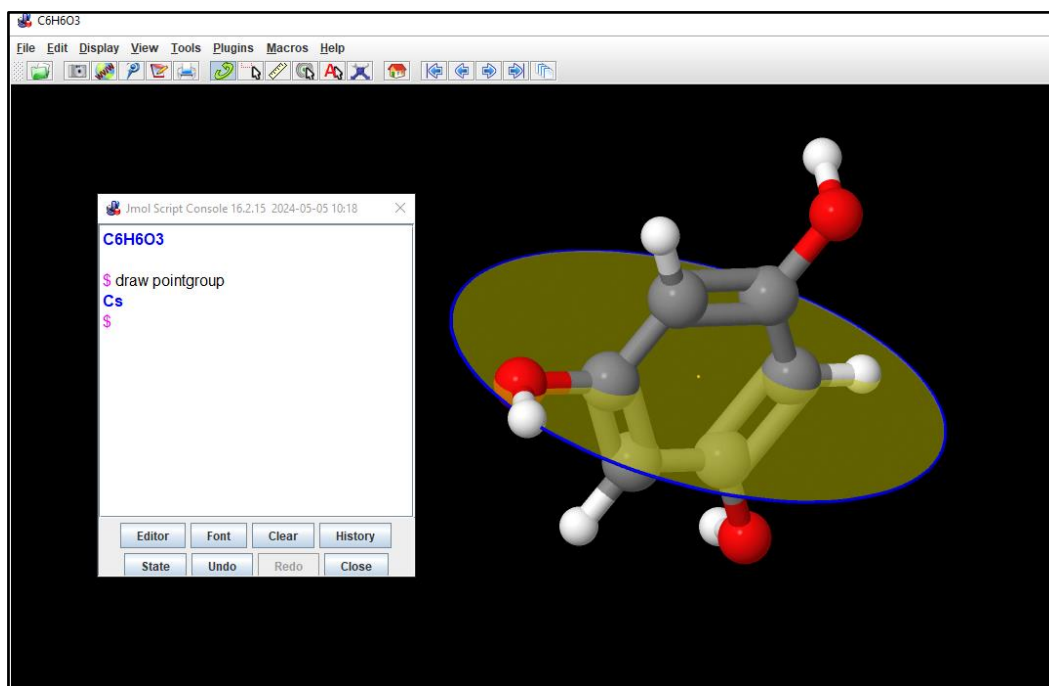 C6H6O3
File Edit Display View Tools Plugins Macros Help
Jmol Script Console 16.2.15 2024-05-05 10:18
C6H6O3
$ draw pointgroup
Cs
$
Editor Font Clear History
State Undo Redo Close